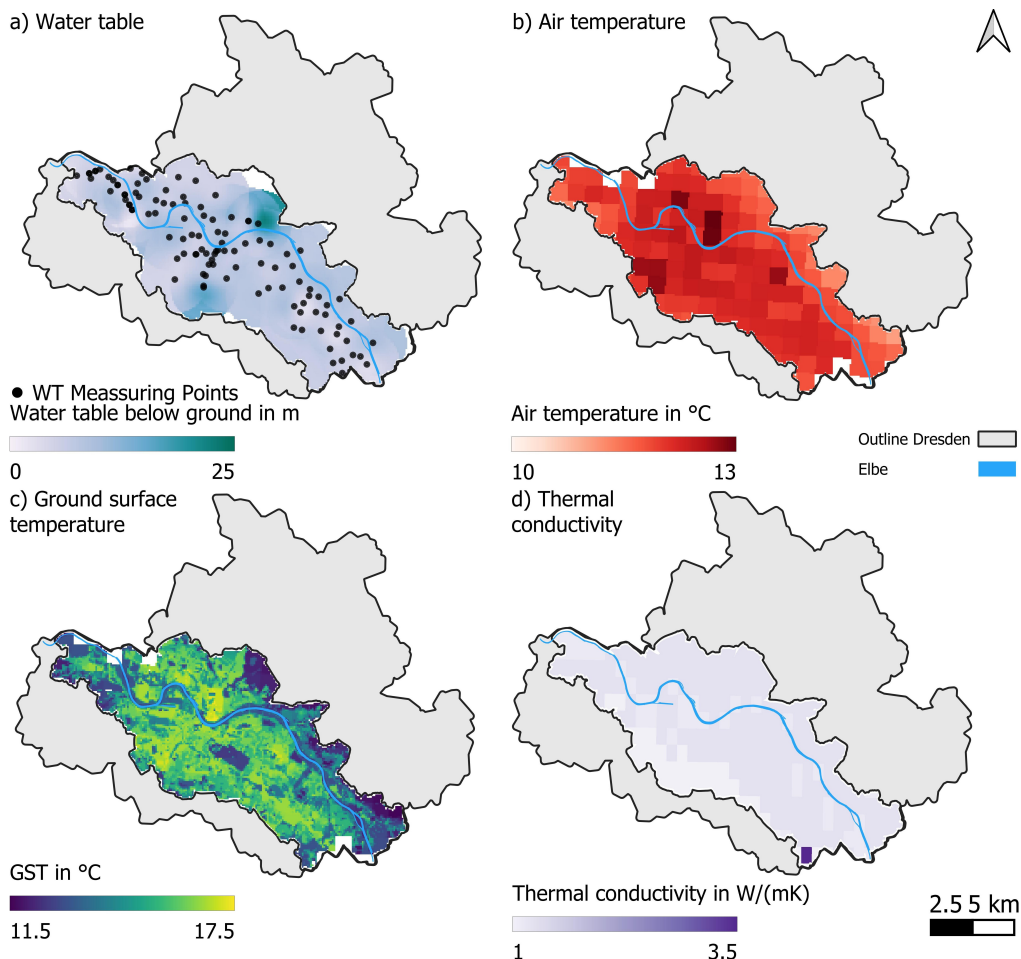 a) Water table
b) Air temperature
WT Meassuring Points
Water table below ground in m
0 25
Air temperature in °C
10 13
Outline Dresden
Elbe
c) Ground surface
temperature
d) Thermal
conductivity
GST in °C
11.5 17.5
Thermal conductivity in W/(mK)
1 3.5
2.5 5 km